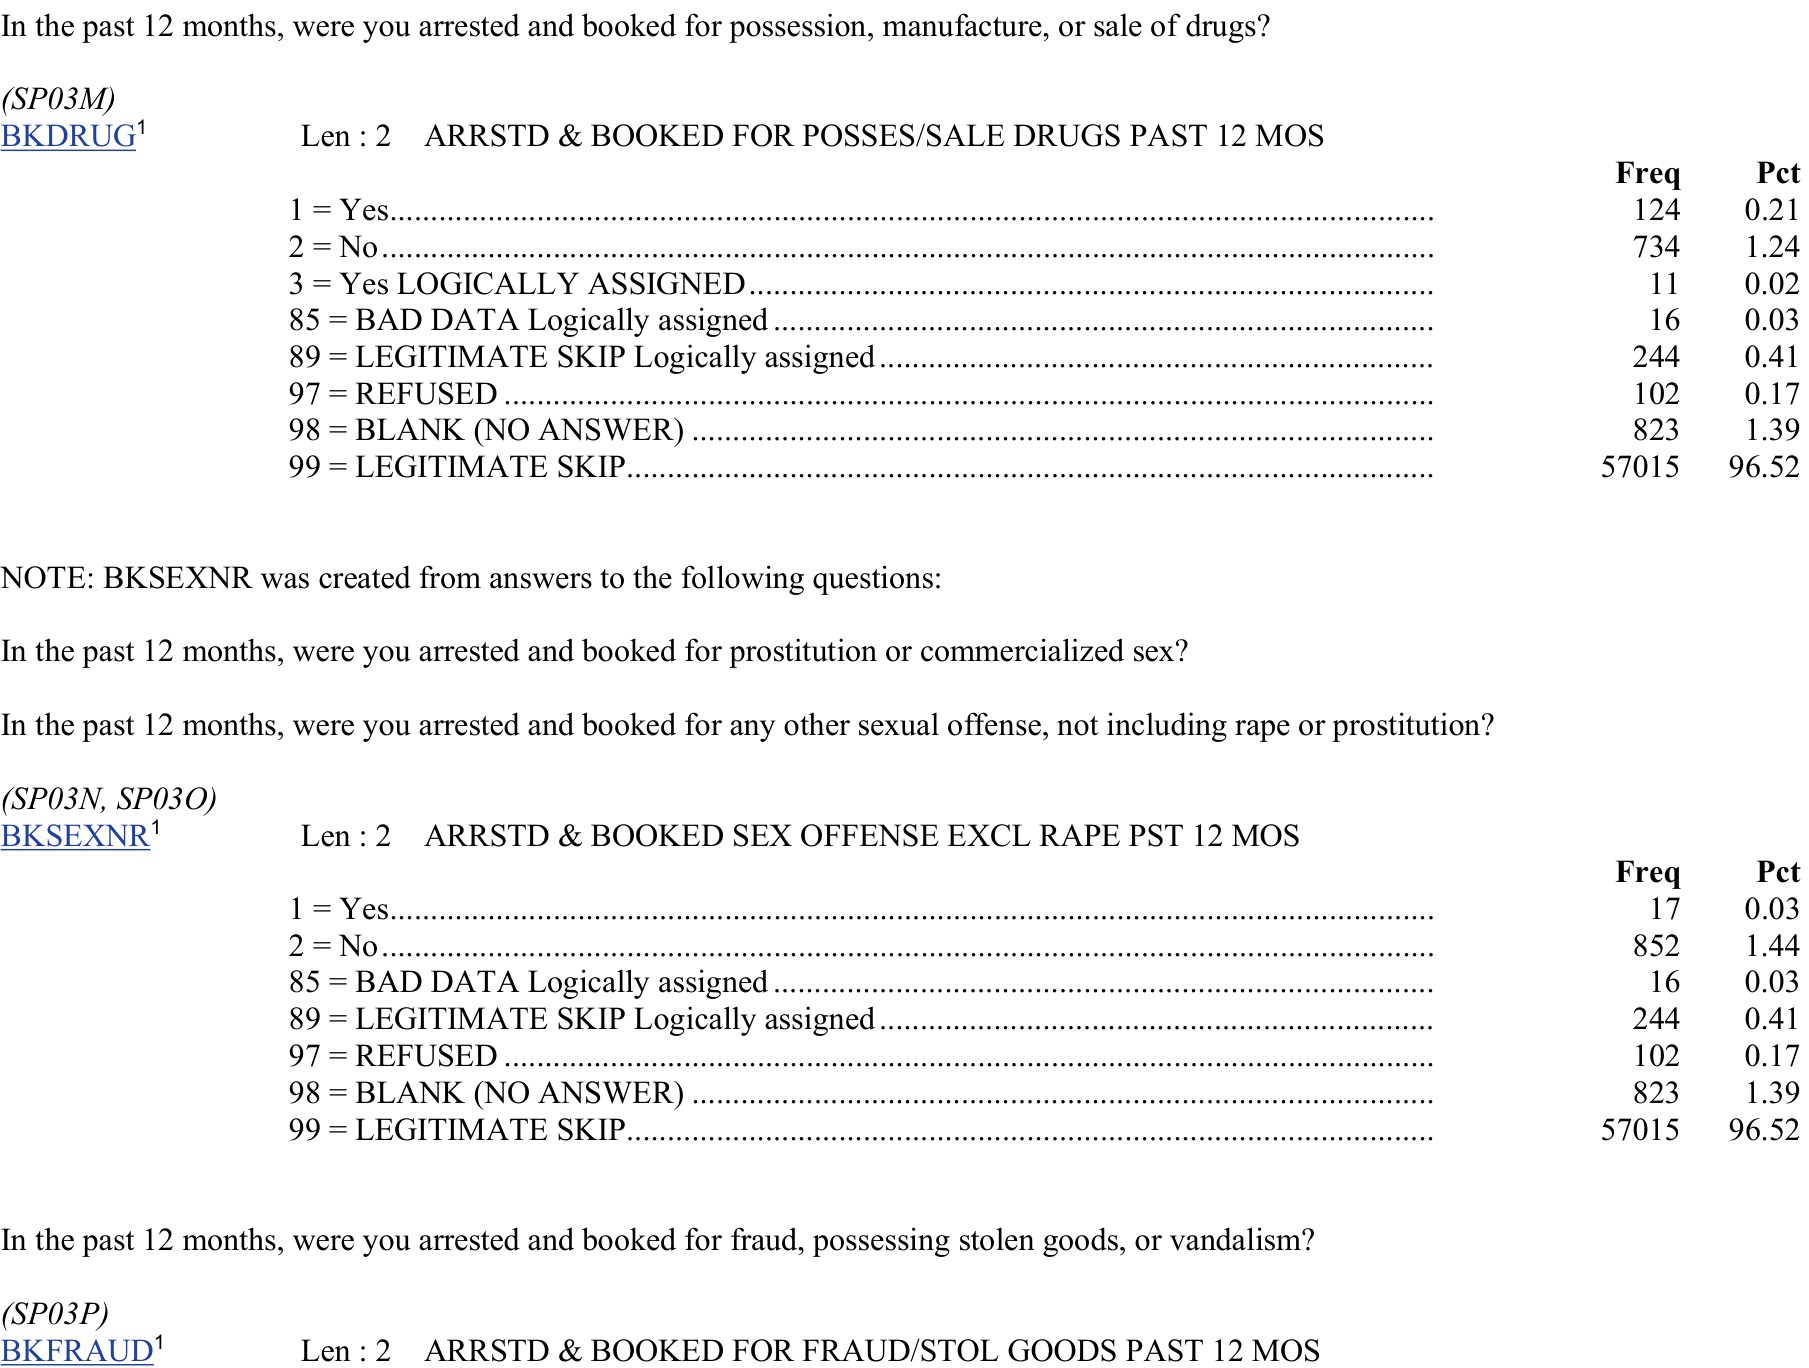 In the past 12 months, were you arrested and booked for possession, manufacture, or sale of drugs?
(SP03M)
BKDRUG1 Len : 2 ARRSTD & BOOKED FOR POSSES/SALE DRUGS PAST 12 MOS
Freq Pct
1 = Yes........................................ 124 0.21
2 = No........................................ 734 1.24
3 = Yes LOGICALLY ASSIGNED........................................ 11 0.02
85 = BAD DATA Logically assigned........................................ 16 0.03
89 = LEGITIMATE SKIP Logically assigned........................................ 244 0.41
97 = REFUSED........................................ 102 0.17
98 = BLANK (NO ANSWER)........................................ 823 1.39
99 = LEGITIMATE SKIP........................................ 57015 96.52
NOTE: BKSEXNR was created from answers to the following questions:
In the past 12 months, were you arrested and booked for prostitution or commercialized sex?
In the past 12 months, were you arrested and booked for any other sexual offense, not including rape or prostitution?
(SP03N, SP03O)
BKSEXNR1 Len : 2 ARRSTD & BOOKED SEX OFFENSE EXCL RAPE PST 12 MOS
Freq Pct
1 = Yes........................................ 17 0.03
2 = No........................................ 852 1.44
85 = BAD DATA Logically assigned........................................ 16 0.03
89 = LEGITIMATE SKIP Logically assigned........................................ 244 0.41
97 = REFUSED........................................ 102 0.17
98 = BLANK (NO ANSWER)........................................ 823 1.39
99 = LEGITIMATE SKIP........................................ 57015 96.52
In the past 12 months, were you arrested and booked for fraud, possessing stolen goods, or vandalism?
(SP03P)
BKFRAUD1 Len : 2 ARRSTD & BOOKED FOR FRAUD/STOL GOODS PAST 12 MOS